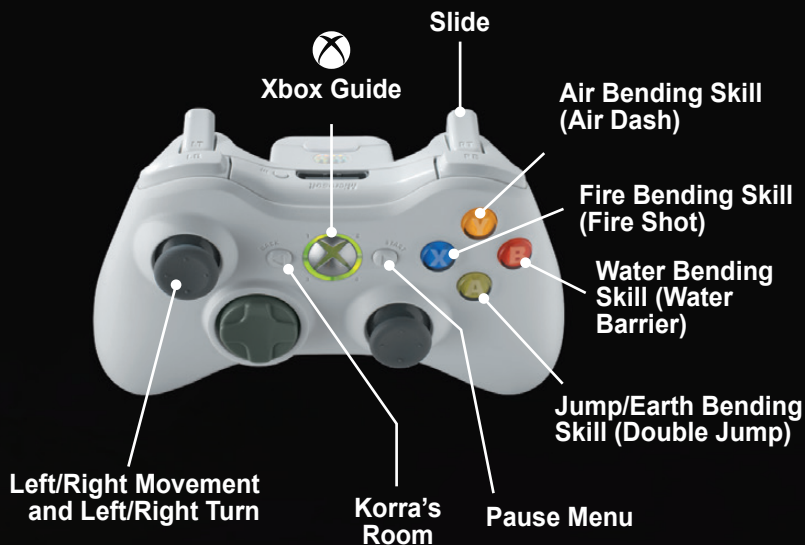 Slide
Xbox Guide
Air Bending Skill
(Air Dash)
Fire Bending Skill
(Fire Shot)
Water Bending
Skill (Water
Barrier)
Jump/Earth Bending
Skill (Double Jump)
Left/Right Movement
and Left/Right Turn
Korra's
Room
Pause Menu
Y
X
B
A